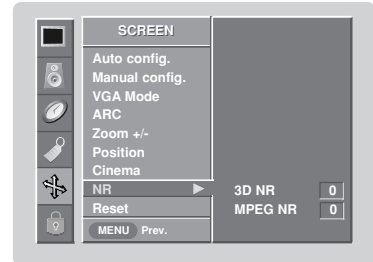 SCREEN
Auto config.
Manual config.
VGA Mode
ARC
Zoom +/-
Position
Cinema
NR
3D NR 0
Reset
MPEG NR 0
MENU Prev.